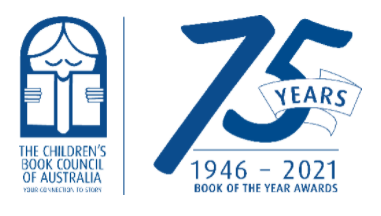 THE CHILDREN'S
BOOK COUNCIL
OF AUSTRALIA
YOUR CONNECTION TO STORY
75
YEARS
1946 – 2021
BOOK OF THE YEAR AWARDS